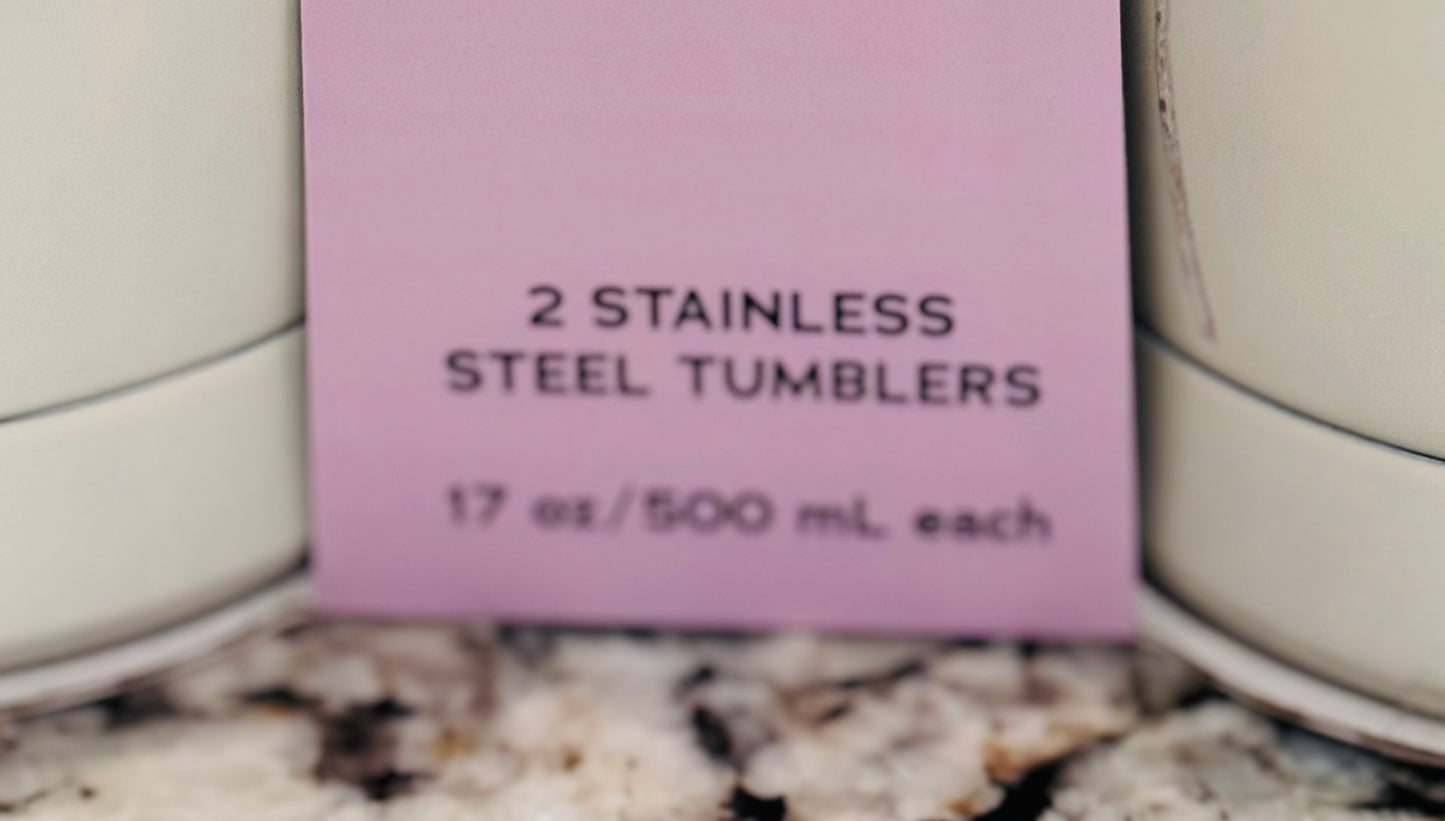 2 STAINLESS
STEEL TUMBLERS
17 oz/500 mL each